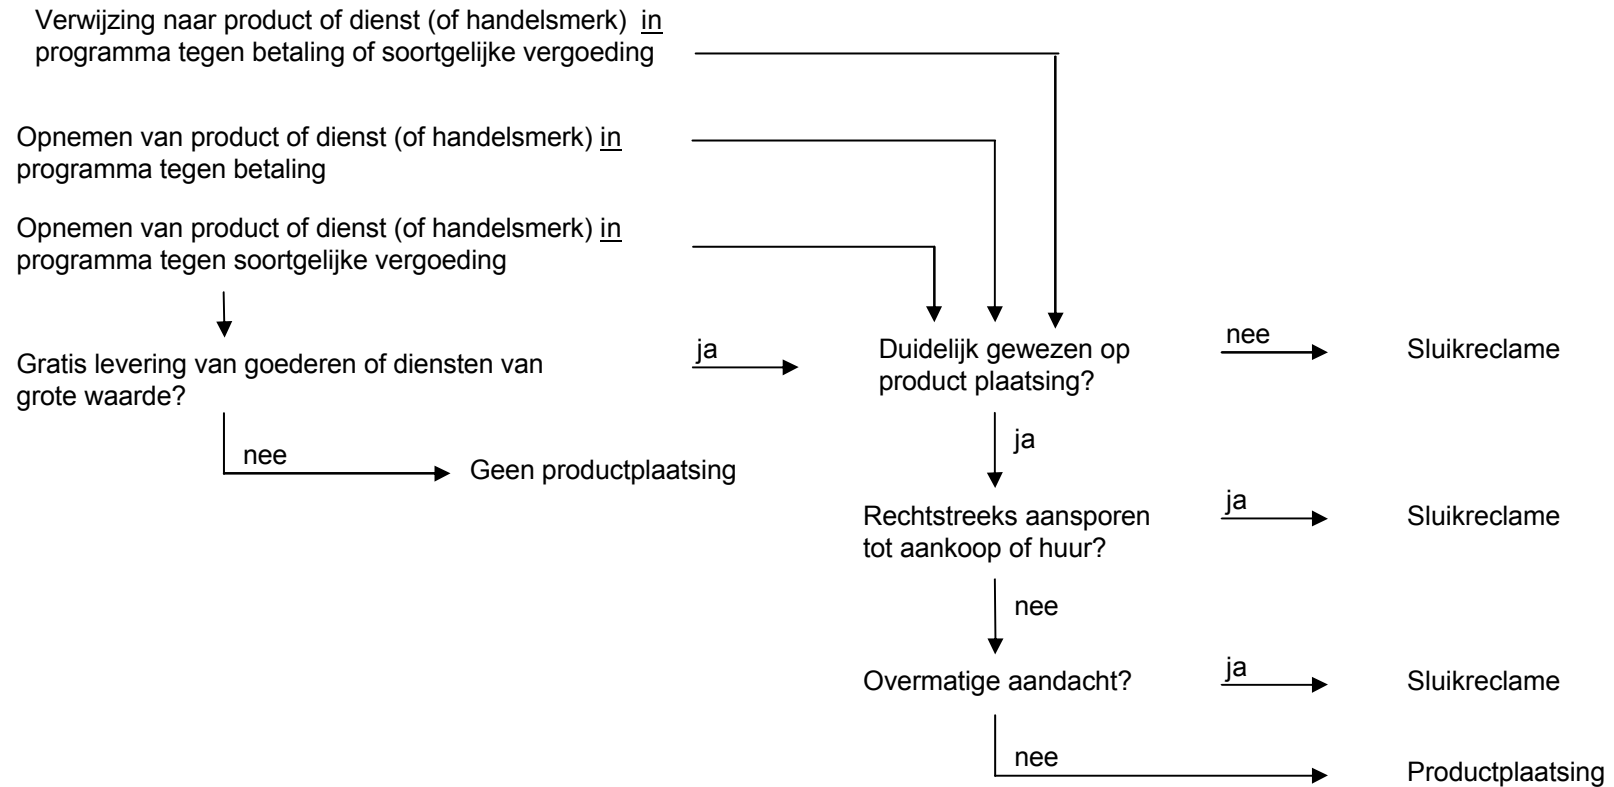 Verwijzing naar product of dienst (of handelsmerk) in
programma tegen betaling of soortgelijke vergoeding
Opnemen van product of dienst (of handelsmerk) in
programma tegen betaling
Opnemen van product of dienst (of handelsmerk) in
programma tegen soortgelijke vergoeding
Gratis levering van goederen of diensten van
grote waarde?
ja
Duidelijk gewezen op
product plaatsing?
nee
Sluikreclame
nee
Geen productplaatsing
ja
Rechtstreeks aansporen
tot aankoop of huur?
ja
Sluikreclame
nee
Overmatige aandacht?
ja
Sluikreclame
nee
Productplaatsing